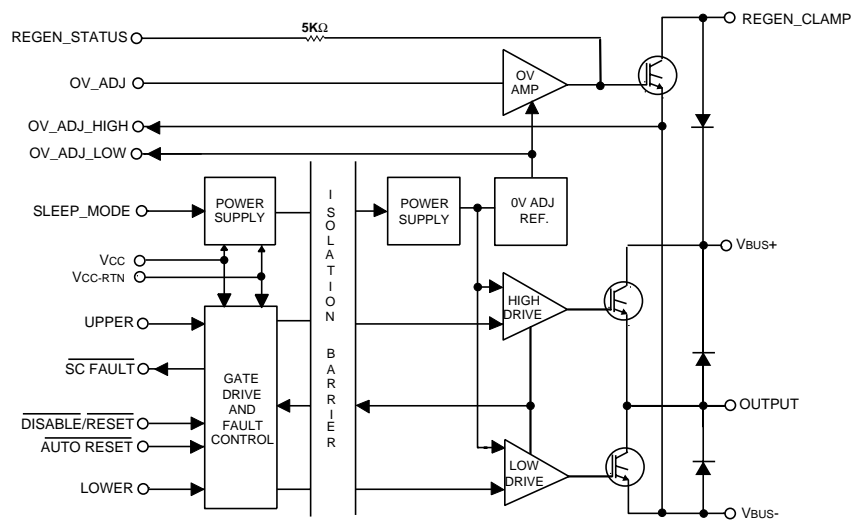 REGEN_STATUS
5KΩ
REGEN_CLAMP
OV_ADJ
OV
AMP
OV_ADJ_HIGH
OV_ADJ_LOW
SLEEP_MODE
POWER
SUPPLY
ISOLATION BARRIER
POWER
SUPPLY
0V ADJ
REF.
VBUS+
VCC
VCC-RTN
UPPER
HIGH
DRIVE
SC FAULT
GATE
DRIVE
AND
FAULT
CONTROL
OUTPUT
DISABLE/RESET
AUTO RESET
LOWER
LOW
DRIVE
VBUS-